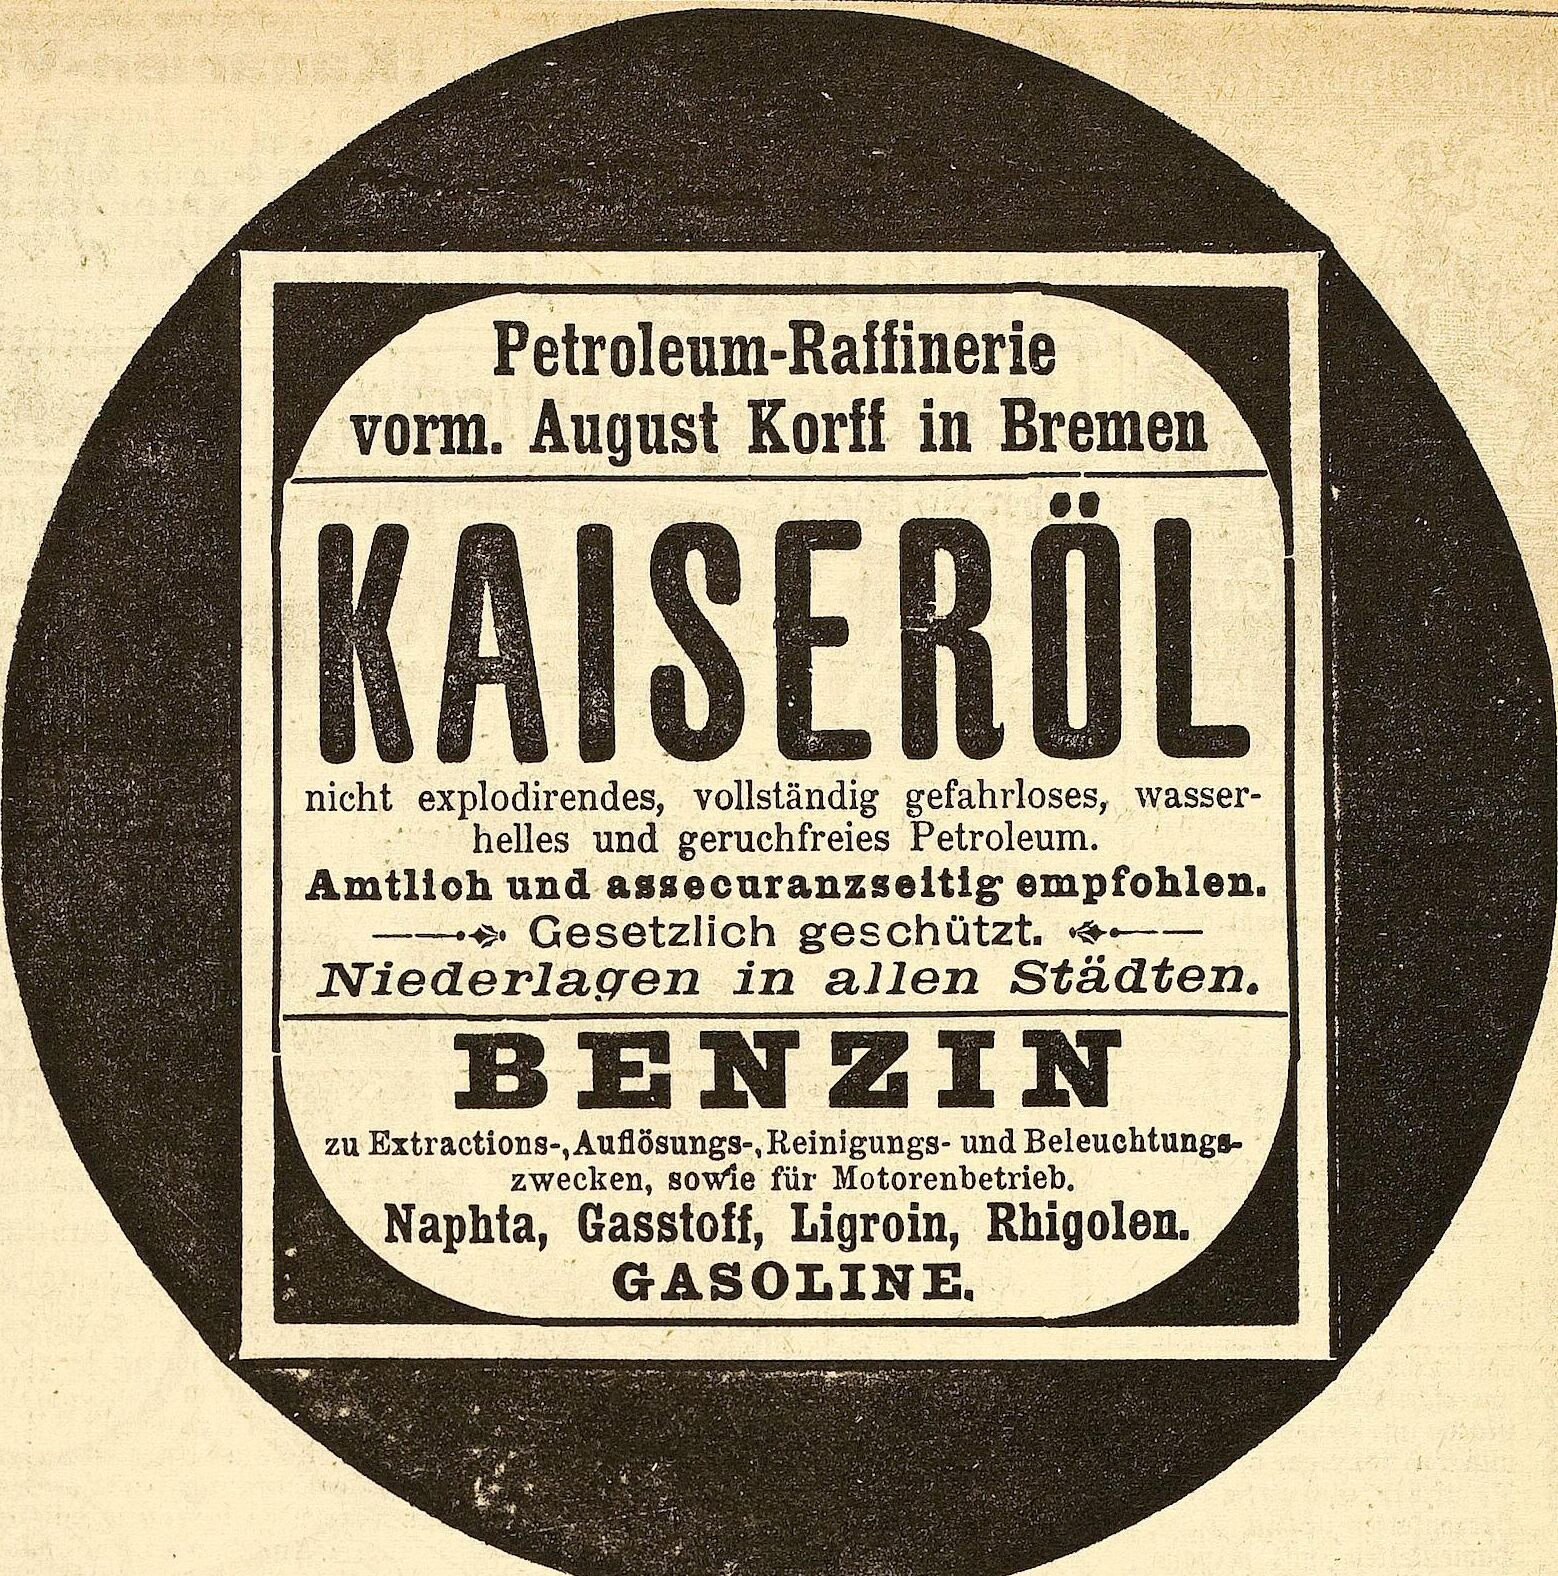 Petroleum-Raffinerie
vorm. August Korff in Bremen
KAISERÖL
nicht explodirendes, vollständig gefahrloses, wasser-
helles und geruchfreies Petroleum.
Amtlich und assecuranzseitig empfohlen.
Gesetzlich geschützt.
Niederlagen in allen Städten.
BENZIN
zu Extractions-, Auflösungs-, Reinigungs- und Beleuchtungs-
zwecken, sowie für Motorenbetrieb.
Naphta, Gasstoff, Ligroin, Rhigolen.
GASOLINE.